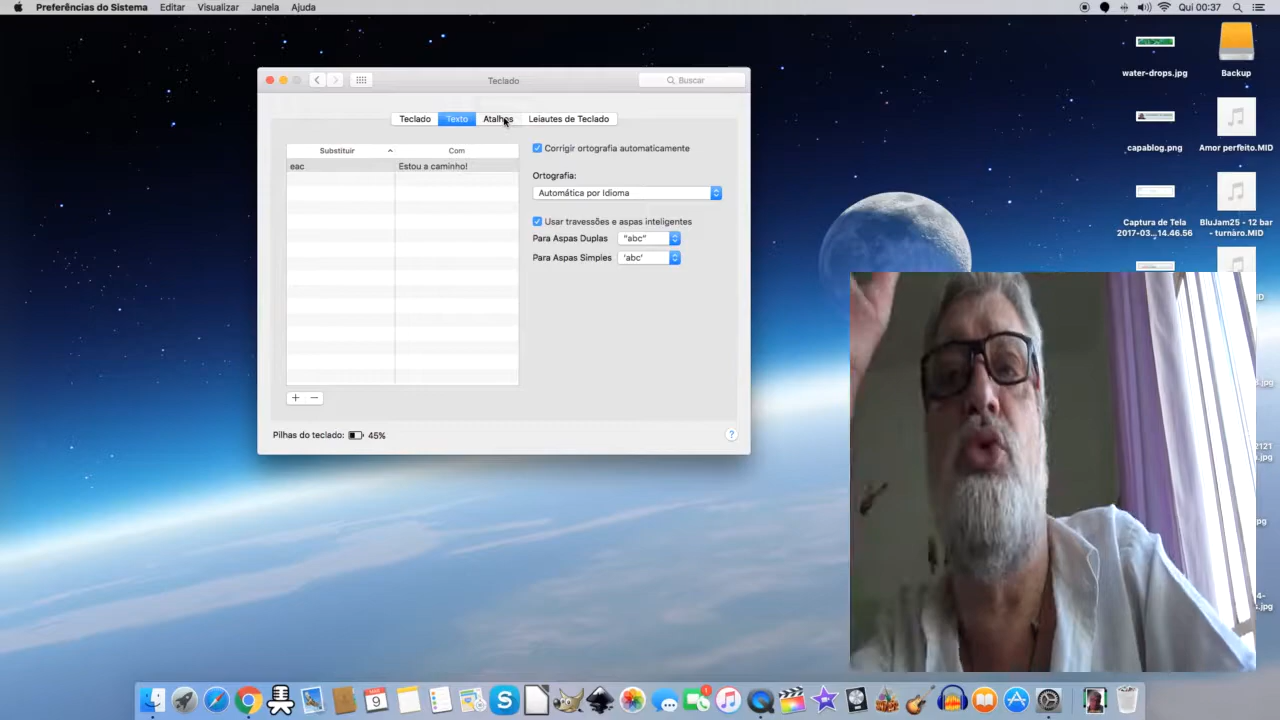 Preferências do Sistema Editar Visualizar Janela Ajuda Qui 00:37
Teclado
Buscar
Teclado Texto Atalhos Leiautes de Teclado
Substituir Com
eac Estou a caminho!
Corrigir ortografia automaticamente
Ortografia:
Automática por Idioma
Usar travessões e aspas inteligentes
Para Aspas Duplas "abc"
Para Aspas Simples 'abc'
+ −
Pilhas do teclado: 45% ?
water-drops.jpg
Backup
capablog.png
Amor perfeito.MID
Captura de Tela
2017-03...14.46.56
BluJam25 - 12 bar
- turnaro.MID
9
1